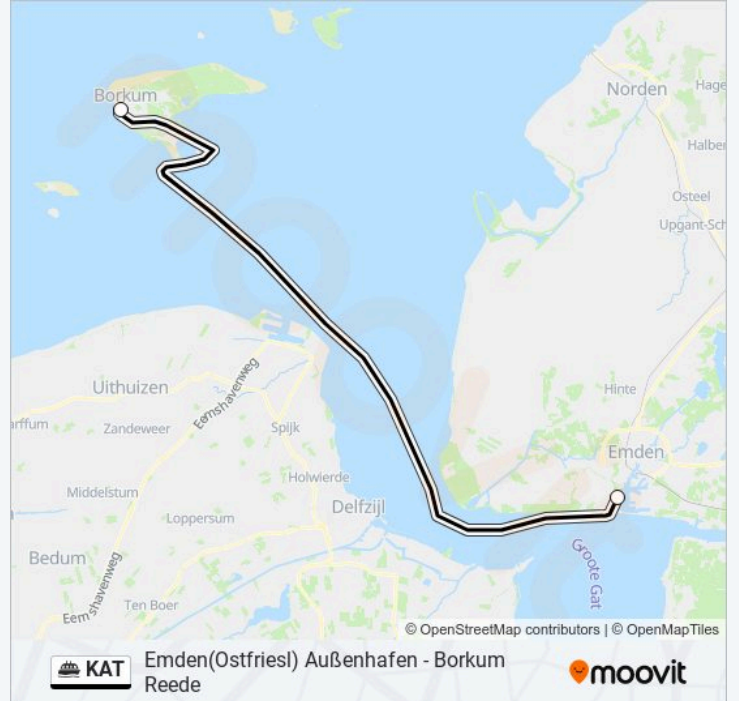 Borkum
Norden
Hage
Halber
Osteel
Upgant-Sch
Uithuizen
Eemshavenweg
Hinte
arffum
Zandeweer
Spijk
Emden
Holwierde
Middelstum
Delfzijl
Loppersum
Groote Gat
Bedum
Eemshavenweg
Ten Boer
© OpenStreetMap contributors | © OpenMapTiles
KAT
Emden(Ostfriesl) Außenhafen - Borkum
Reede
moovit